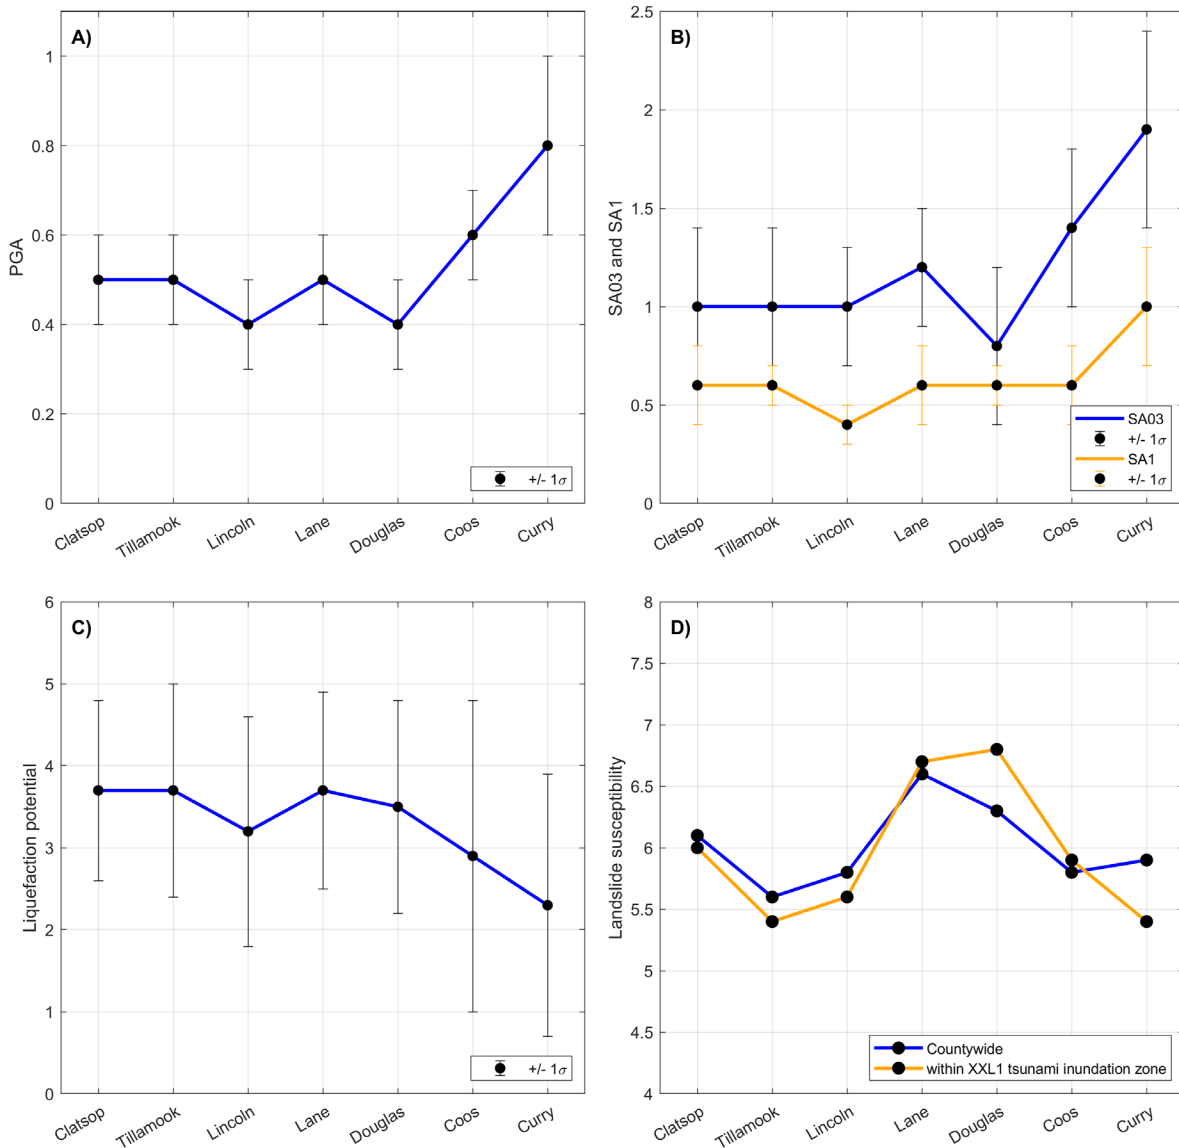 A)
PGA
1
0.8
0.6
0.4
0.2
0
+/- 1σ
Clatsop
Tillamook
Lincoln
Lane
Douglas
Coos
Curry
B)
SA03 and SA1
2.5
2
1.5
1
0.5
0
SA03
+/- 1σ
SA1
+/- 1σ
Clatsop
Tillamook
Lincoln
Lane
Douglas
Coos
Curry
C)
Liquefaction potential
6
5
4
3
2
1
0
+/- 1σ
Clatsop
Tillamook
Lincoln
Lane
Douglas
Coos
Curry
D)
Landslide susceptibility
8
7.5
7
6.5
6
5.5
5
4.5
4
Countywide
within XXL1 tsunami inundation zone
Clatsop
Tillamook
Lincoln
Lane
Douglas
Coos
Curry